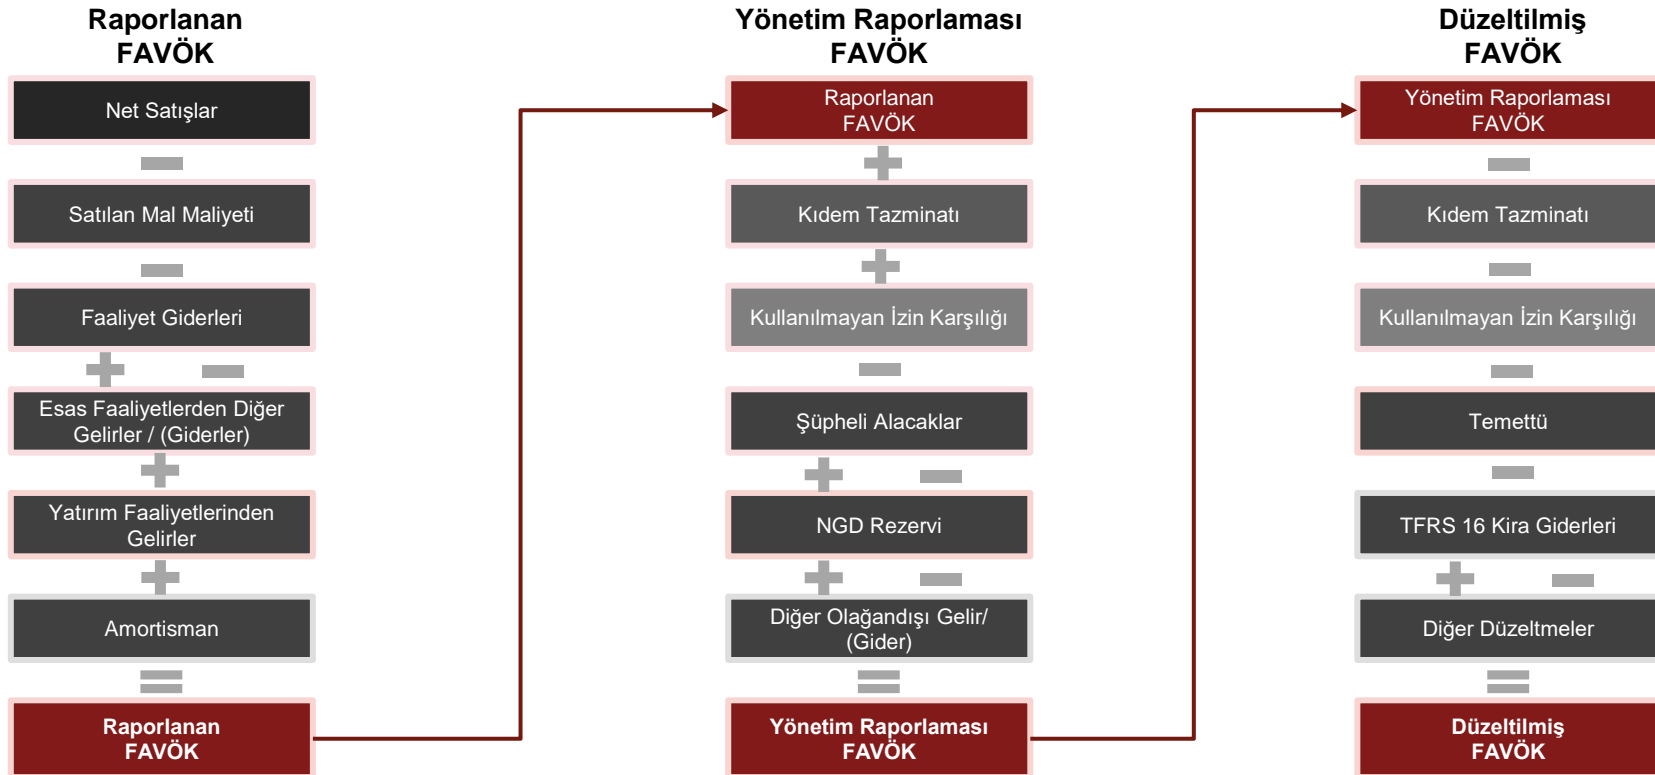 Raporlanan
FAVÖK
Net Satışlar
Satılan Mal Maliyeti
Faaliyet Giderleri
Esas Faaliyetlerden Diğer
Gelirler / (Giderler)
Yatırım Faaliyetlerinden
Gelirler
Amortisman
Raporlanan
FAVÖK
Yönetim Raporlaması
FAVÖK
Raporlanan
FAVÖK
Kıdem Tazminatı
Kullanılmayan İzin Karşılığı
Şüpheli Alacaklar
NGD Rezervi
Diğer Olağandışı Gelir/
(Gider)
Yönetim Raporlaması
FAVÖK
Düzeltilmiş
FAVÖK
Yönetim Raporlaması
FAVÖK
Kıdem Tazminatı
Kullanılmayan İzin Karşılığı
Temettü
TFRS 16 Kira Giderleri
Diğer Düzeltmeler
Düzeltilmiş
FAVÖK